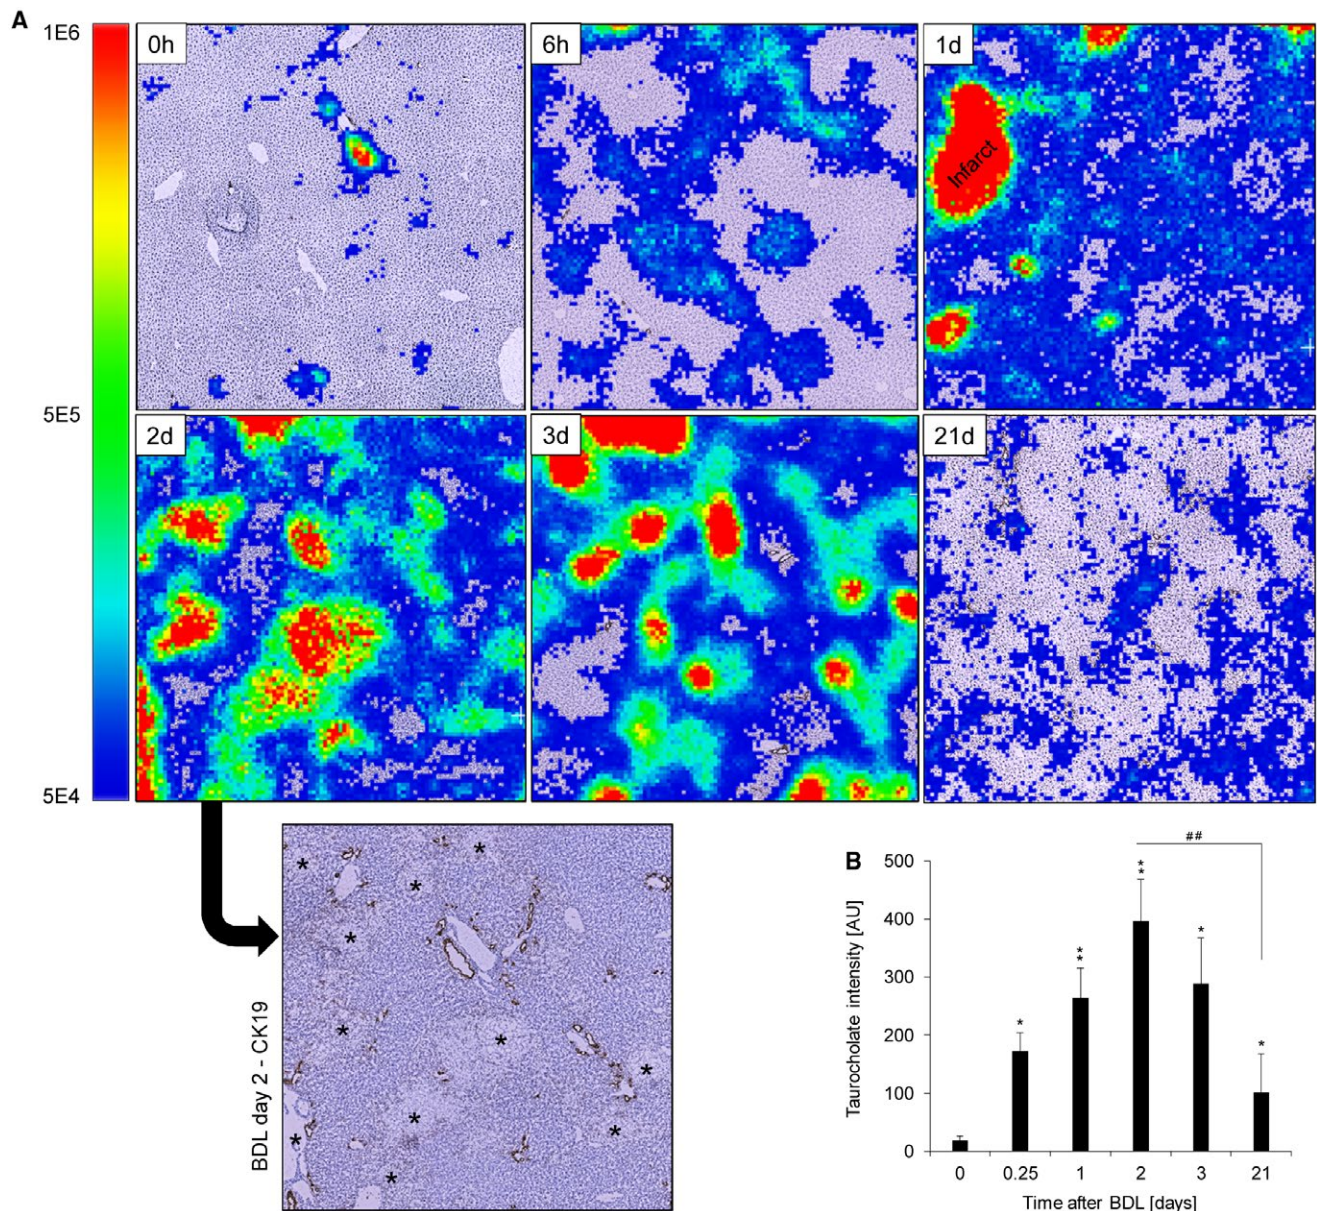 A
1E6
5E5
5E4
0h
6h
1d
Infarct
2d
3d
21d
BDL day 2 - CK19
* * * * * * * * * * *
B
##
Taurocholate intensity [AU]
500
400
300
200
100
0
* ** ** * *
0 0.25 1 2 3 21
Time after BDL [days]